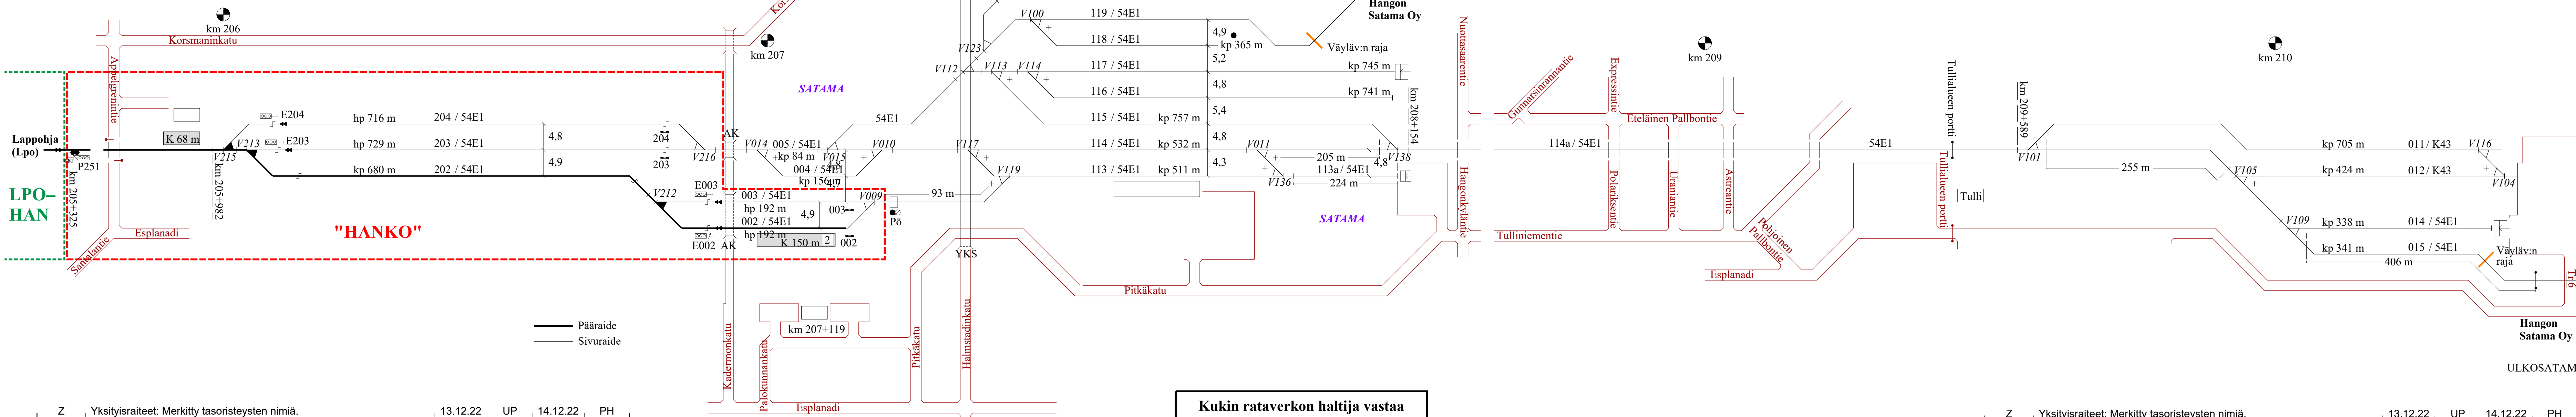 km 206
Korsmaninkatu
km 207
Appelgrenintie
Lappohja
(Lpo)
P251
km 205+325
LPO–
HAN
Santalantie
Esplanadi
K 68 m
km 205+982
V215
V213
E204
E203
hp 716 m
204 / 54E1
hp 729 m
203 / 54E1
kp 680 m
202 / 54E1
4,8
4,9
204
203
V216
V212
"HANKO"
AK
SATAMA
V014
005 / 54E1
kp 84 m
V015
V010
004 / 54E1
kp 156 m
4,8
4,7
E003
003 / 54E1
hp 192 m
4,9
003
V009
002 / 54E1
hp 192 m
K 150 m
2
002
E002
AK
Pö
93 m
54E1
V123
V112
V100
V113
V114
V117
V119
YKS
119 / 54E1
118 / 54E1
117 / 54E1
116 / 54E1
115 / 54E1
114 / 54E1
113 / 54E1
4,9
kp 365 m
5,2
4,8
5,4
4,8
4,3
kp 745 m
kp 741 m
kp 757 m
kp 532 m
kp 511 m
Hangon
Satama Oy
Väyläv:n raja
V011
V136
205 m
113a / 54E1
224 m
4,8
V138
km 208+154
SATAMA
Nuottasaarentie
Hangonkyläntie
Gunnarsinrannantie
Expressintie
Eteläinen Pallbontie
km 209
114a / 54E1
Polariksentie
Uraniantie
Astreantie
Tulliniementie
Pohjoinen
Pallbontie
Esplanadi
54E1
Tullialueen portti
Tullialueen portti
Tulli
km 209+589
V101
km 210
255 m
V105
V109
kp 705 m
011 / K43
kp 424 m
012 / K43
kp 338 m
014 / 54E1
kp 341 m
015 / 54E1
406 m
V116
V104
Väyläv:n
raja
Tr6
Hangon
Satama Oy
Pääraide
Sivuraide
Kadermonkatu
Palokunnankatu
km 207+119
Pitkäkatu
Halmstadinkatu
Pitkäkatu
Esplanadi
Kukin rataverkon haltija vastaa
Z Yksityisraiteet: Merkitty tasoristeysten nimiä. 13.12.22 UP 14.12.22 PH
Z Yksityisraiteet: Merkitty tasoristeysten nimiä. 13.12.22 UP 14.12.22 PH